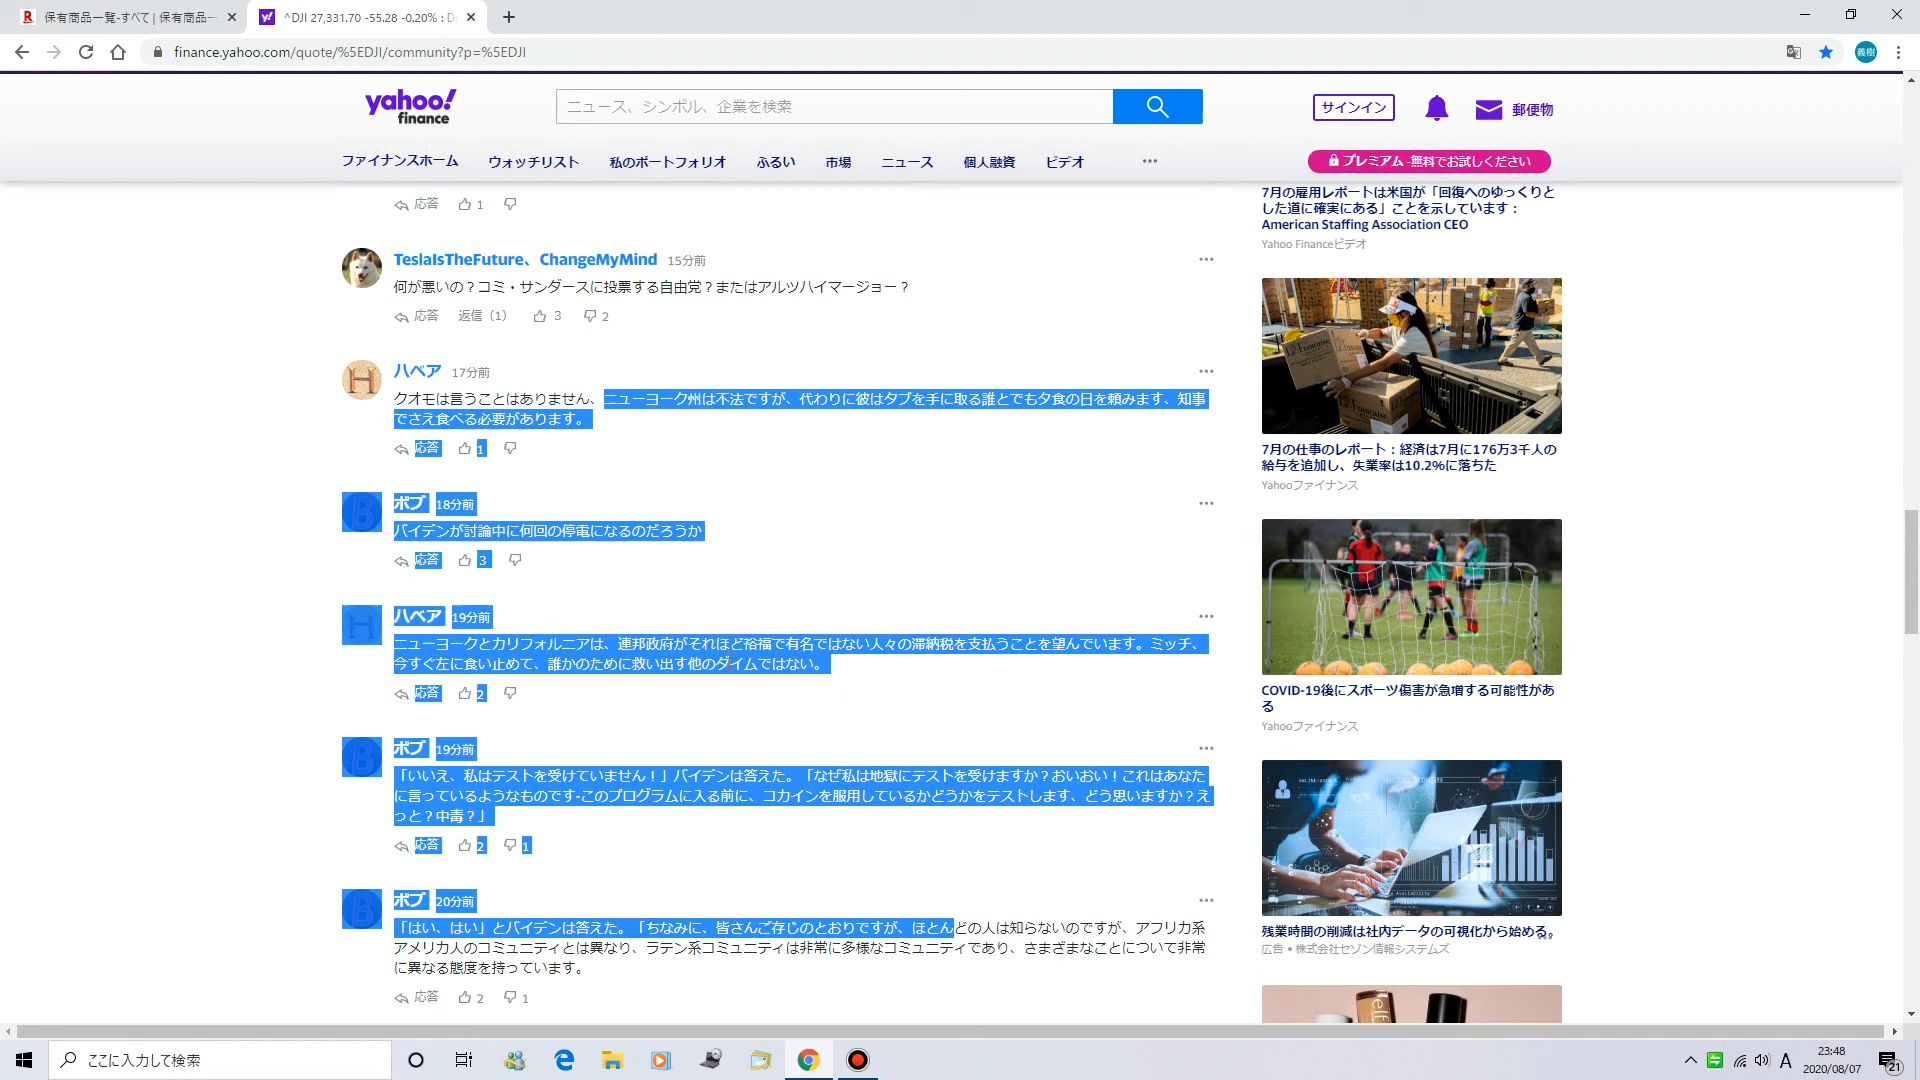 保有商品一覧-すべて | 保有商品一
^DJI 27,331.70 -55.28 -0.20% : D
finance.yahoo.com/quote/%5EDJI/community?p=%5EDJI
義樹
yahoo!
finance
ニュース、シンボル、企業を検索
サインイン
郵便物
ファイナンスホーム
ウォッチリスト
私のポートフォリオ
ふるい
市場
ニュース
個人融資
ビデオ
プレミアム-無料でお試しください
応答 1
TeslaIsTheFuture、ChangeMyMind 15分前
何が悪いの？コミ・サンダースに投票する自由党？またはアルツハイマージョー？
応答 返信（1） 3 2
ハベア 17分前
クオモは言うことはありません、ニューヨーク州は不法ですが、代わりに彼はタブを手に取る誰とでも夕食の日を頼みます、知事
でさえ食べる必要があります。
応答 1
B
ボブ 18分前
バイデンが討論中に何回の停電になるのだろうか
応答 3
H
ハベア 19分前
ニューヨークとカリフォルニアは、連邦政府がそれほど裕福で有名ではない人々の滞納税を支払うことを望んでいます。ミッチ、
今すぐ左に食い止めて、誰かのために救い出す他のダイムではない。
応答 2
B
ボブ 19分前
「いいえ、私はテストを受けていません！」バイデンは答えた。「なぜ私は地獄にテストを受けますか？おいおい！これはあなた
に言っているようなものです-このプログラムに入る前に、コカインを服用しているかどうかをテストします、どう思いますか？え
っと？中毒？」
応答 2 1
B
ボブ 20分前
「はい、はい」とバイデンは答えた。「ちなみに、皆さんご存じのとおりですが、ほとんどの人は知らないのですが、アフリカ系
アメリカ人のコミュニティとは異なり、ラテン系コミュニティは非常に多様なコミュニティであり、さまざまなことについて非常
に異なる態度を持っています。
応答 2 1
7月の雇用レポートは米国が「回復へのゆっくりと
した道に確実にある」ことを示しています：
American Staffing Association CEO
Yahoo Financeビデオ
7月の仕事のレポート：経済は7月に176万3千人の
給与を追加し、失業率は10.2％に落ちた
Yahooファイナンス
COVID-19後にスポーツ傷害が急増する可能性があ
る
Yahooファイナンス
残業時間の削減は社内データの可視化から始める。
広告 • 株式会社セゾン情報システムズ
elf
ここに入力して検索
A
23:48
2020/08/07
21